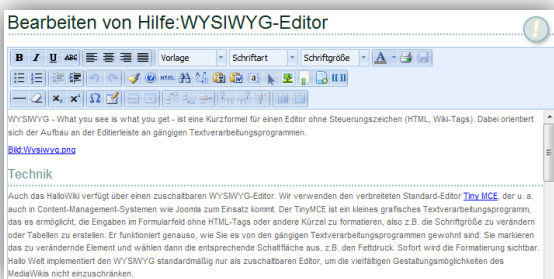 Bearbeiten von Hilfe:WYSIWYG-Editor
B I U ABC Vorlage Schriftart Schriftgröße A
HTML
x₂ x² Ω
WYSIWYG - What you see is what you get - ist eine Kurzformel für einen Editor ohne Steuerungszeichen (HTML, Wiki-Tags). Dabei orientiert
sich der Aufbau an der Editierleiste an gängigen Textverarbeitungsprogrammen.
Bild:Wysiwyg.png
Technik
Auch das HalloWiki verfügt über einen zuschaltbaren WYSIWYG-Editor. Wir verwenden den verbreiteten Standard-Editor Tiny MCE, der u. a.
auch in Content-Management-Systemen wie Joomla zum Einsatz kommt. Der TinyMCE ist ein kleines grafisches Textverarbeitungsprogramm,
das es ermöglicht, die Eingaben im Formularfeld ohne HTML-Tags oder andere Kürzel zu formatieren, also z.B. die Schriftgröße zu verändern
oder Tabellen zu erstellen. Er funktioniert genauso, wie Sie es von den gängigen Textverarbeitungsprogrammen gewohnt sind: Sie markieren
das zu verändernde Element und wählen dann die entsprechende Schaltfläche aus, z.B. den Fettdruck. Sofort wird die Formatierung sichtbar.
Hallo Welt implementiert den WYSIWYG standardmäßig nur als zuschaltbaren Editor, um die vielfältigen Gestaltungsmöglichkeiten des
MediaWikis nicht einzuschränken.